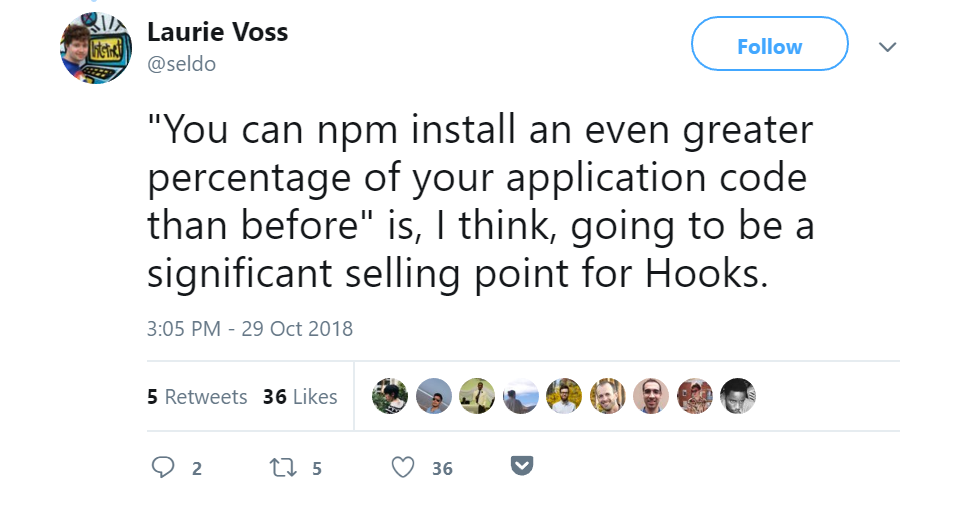 Laurie Voss
@seldo
Follow
"You can npm install an even greater
percentage of your application code
than before" is, I think, going to be a
significant selling point for Hooks.
3:05 PM - 29 Oct 2018
5 Retweets 36 Likes
2 5 36